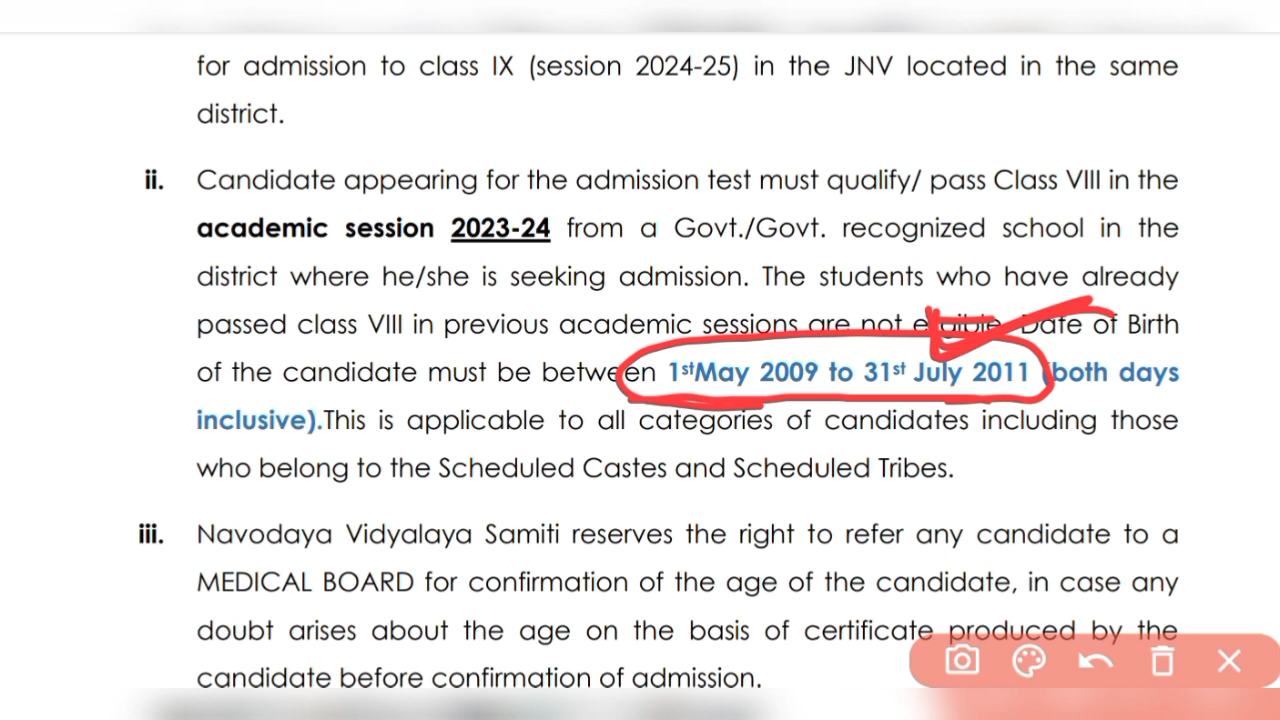 for admission to class IX (session 2024-25) in the JNV located in the same
district.
ii. Candidate appearing for the admission test must qualify/ pass Class VIII in the
academic session 2023-24 from a Govt./Govt. recognized school in the
district where he/she is seeking admission. The students who have already
passed class VIII in previous academic sessions are not eligible. Date of Birth
of the candidate must be between 1stMay 2009 to 31st July 2011 (both days
inclusive).This is applicable to all categories of candidates including those
who belong to the Scheduled Castes and Scheduled Tribes.
iii. Navodaya Vidyalaya Samiti reserves the right to refer any candidate to a
MEDICAL BOARD for confirmation of the age of the candidate, in case any
doubt arises about the age on the basis of certificate produced by the
candidate before confirmation of admission.